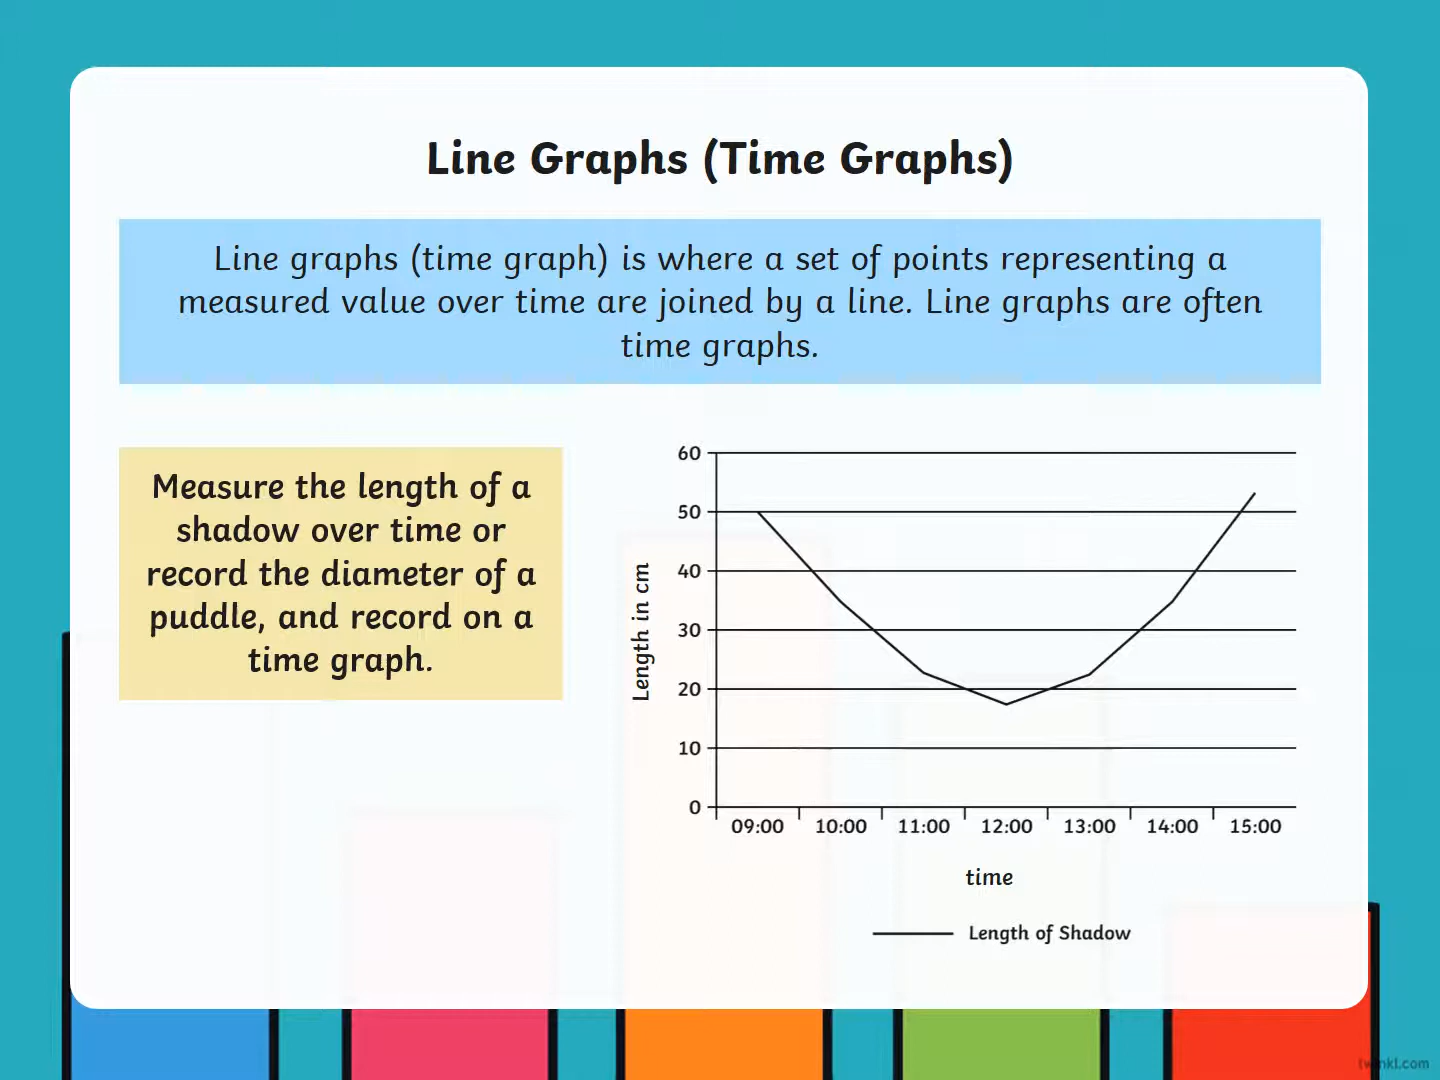 Line Graphs (Time Graphs)
Line graphs (time graph) is where a set of points representing a
measured value over time are joined by a line. Line graphs are often
time graphs.
Measure the length of a
shadow over time or
record the diameter of a
puddle, and record on a
time graph.
Length in cm
60
50
40
30
20
10
0
09:00 10:00 11:00 12:00 13:00 14:00 15:00
time
Length of Shadow
twinkl.com